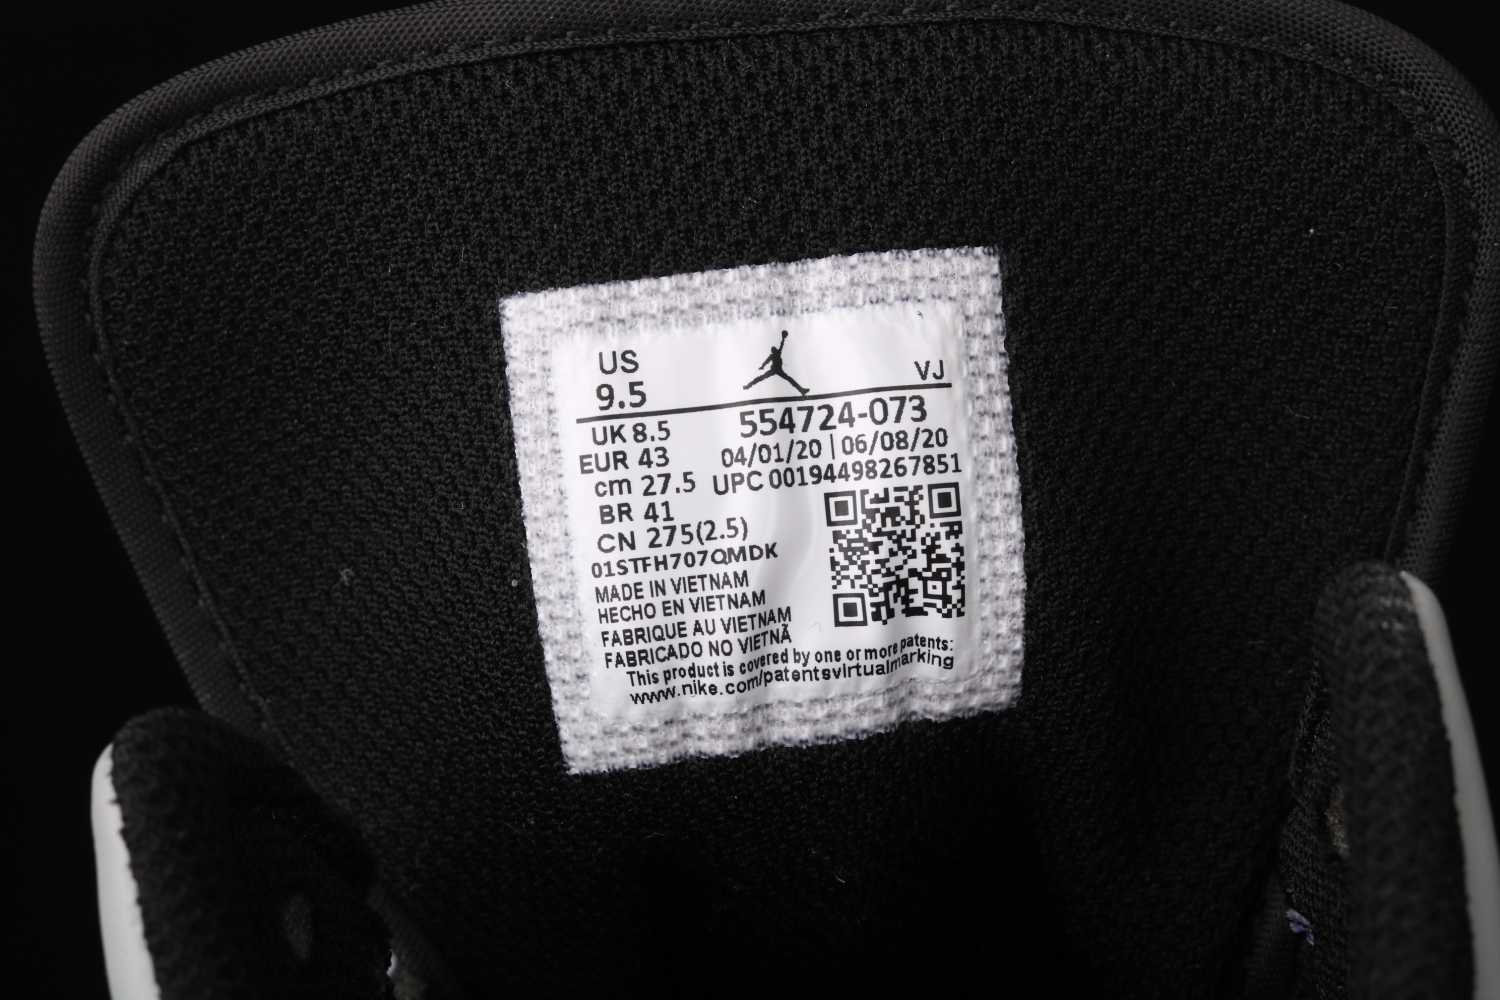 US
VJ
9.5
UK 8.5
554724-073
EUR 43
04/01/20 | 06/08/20
cm 27.5
UPC 00194498267851
BR 41
CN 275(2.5)
01STFH707QMDK
MADE IN VIETNAM
HECHO EN VIETNAM
FABRIQUE AU VIETNAM
FABRICADO NO VIETNÃ
This product is covered by one or more patents:
www.nike.com/patentsvirtualmarking